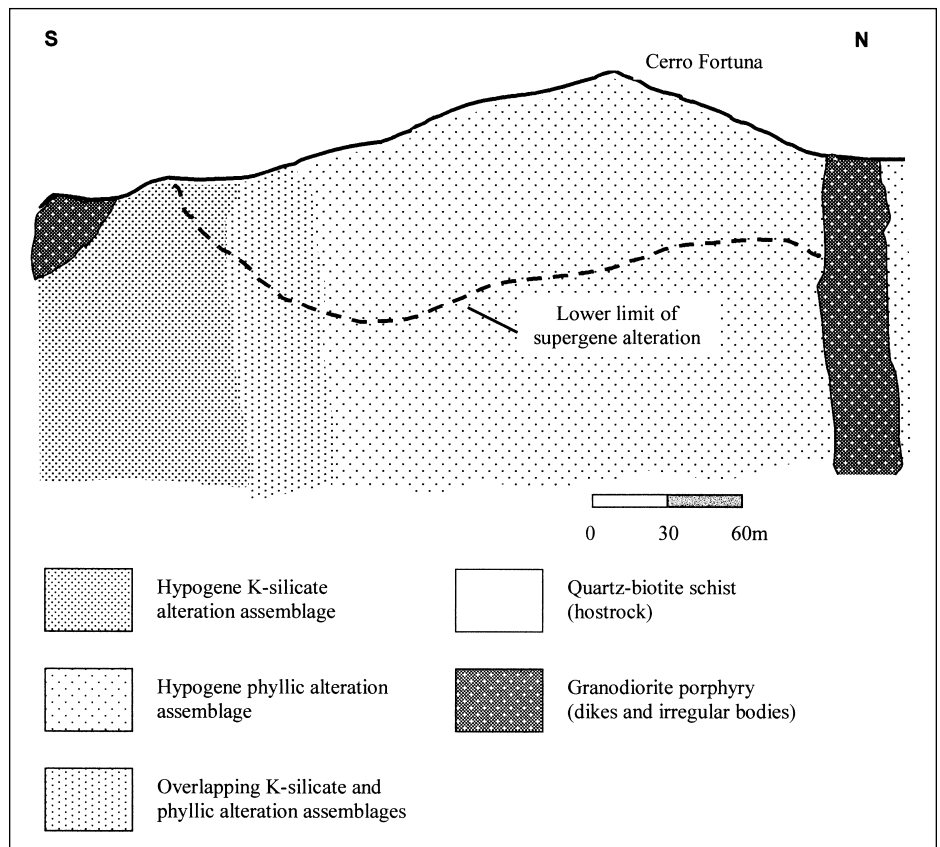 S
N
Cerro Fortuna
Lower limit of
supergene alteration
0 30 60m
Hypogene K-silicate
alteration assemblage
Quartz-biotite schist
(hostrock)
Hypogene phyllic alteration
assemblage
Granodiorite porphyry
(dikes and irregular bodies)
Overlapping K-silicate and
phyllic alteration assemblages